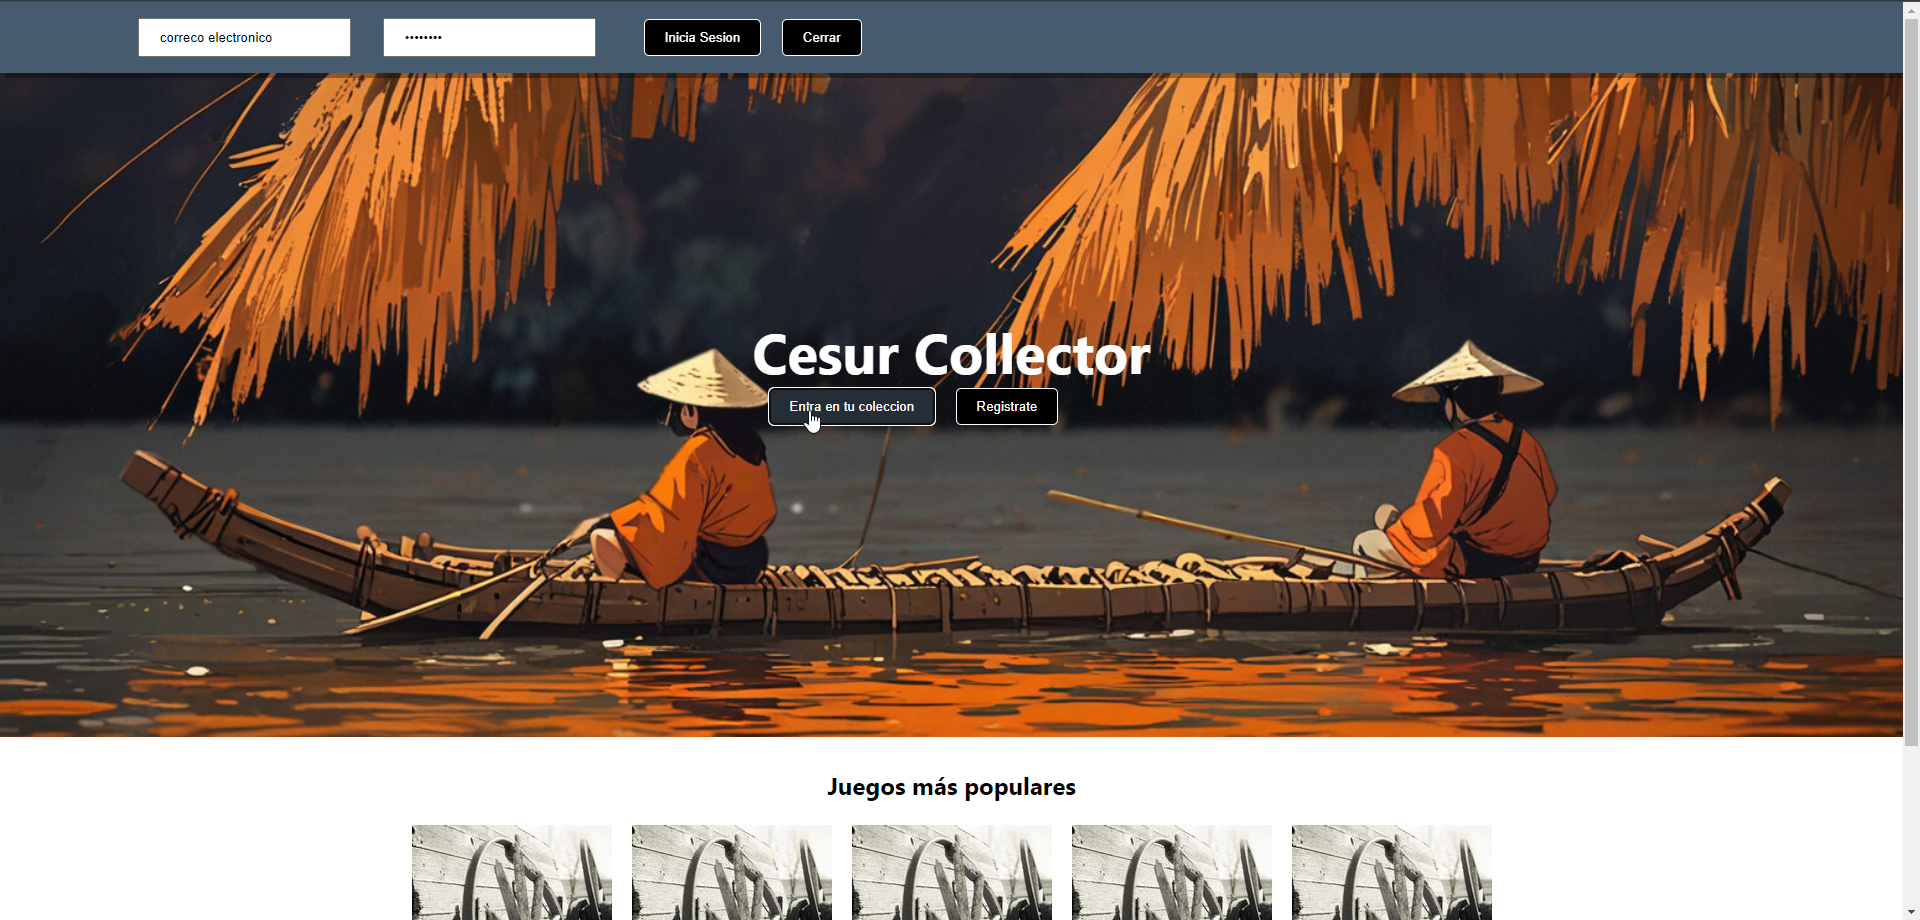 correco electronico
••••••••
Inicia Sesion
Cerrar
Cesur Collector
Entra en tu coleccion
Registrate
Juegos más populares